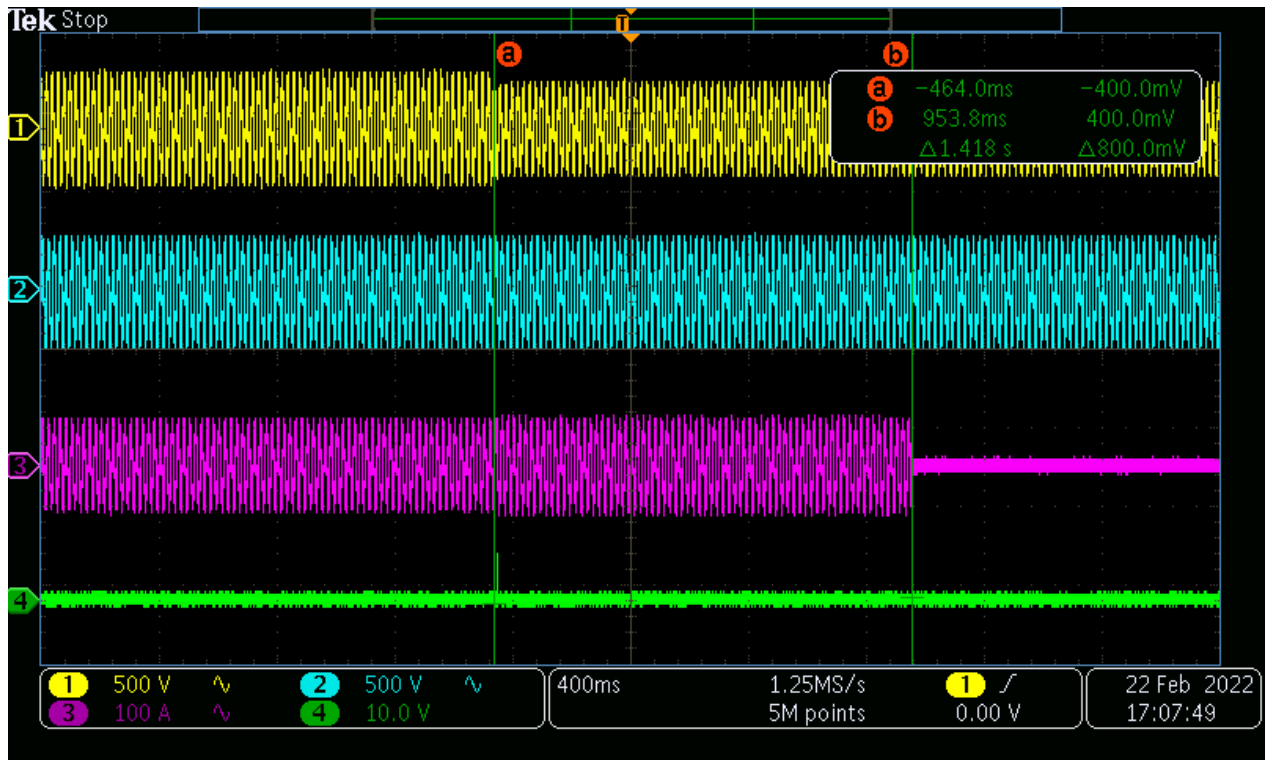 Tek Stop
T
a b
a -464.0ms -400.0mV
b 953.8ms 400.0mV
△1.418 s △800.0mV
1
2
3
4
1 500 V 2 500 V
3 100 A 4 10.0 V
400ms 1.25MS/s
5M points
1 0.00 V
22 Feb 2022
17:07:49